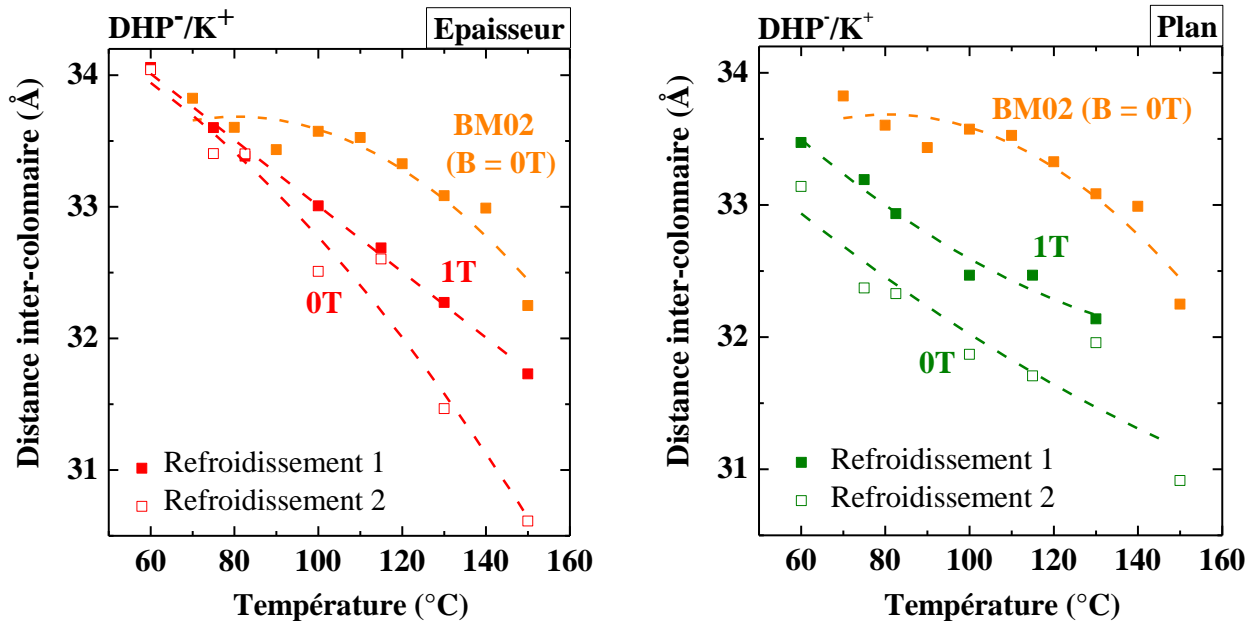 DHP⁻/K⁺
Epaisseur
Distance inter-colonnaire (Å)
34
33
32
31
BM02
(B = 0T)
1T
0T
Refroidissement 1
Refroidissement 2
60 80 100 120 140 160
Température (°C)
DHP⁻/K⁺
Plan
Distance inter-colonnaire (Å)
34
33
32
31
BM02 (B = 0T)
1T
0T
Refroidissement 1
Refroidissement 2
60 80 100 120 140 160
Température (°C)